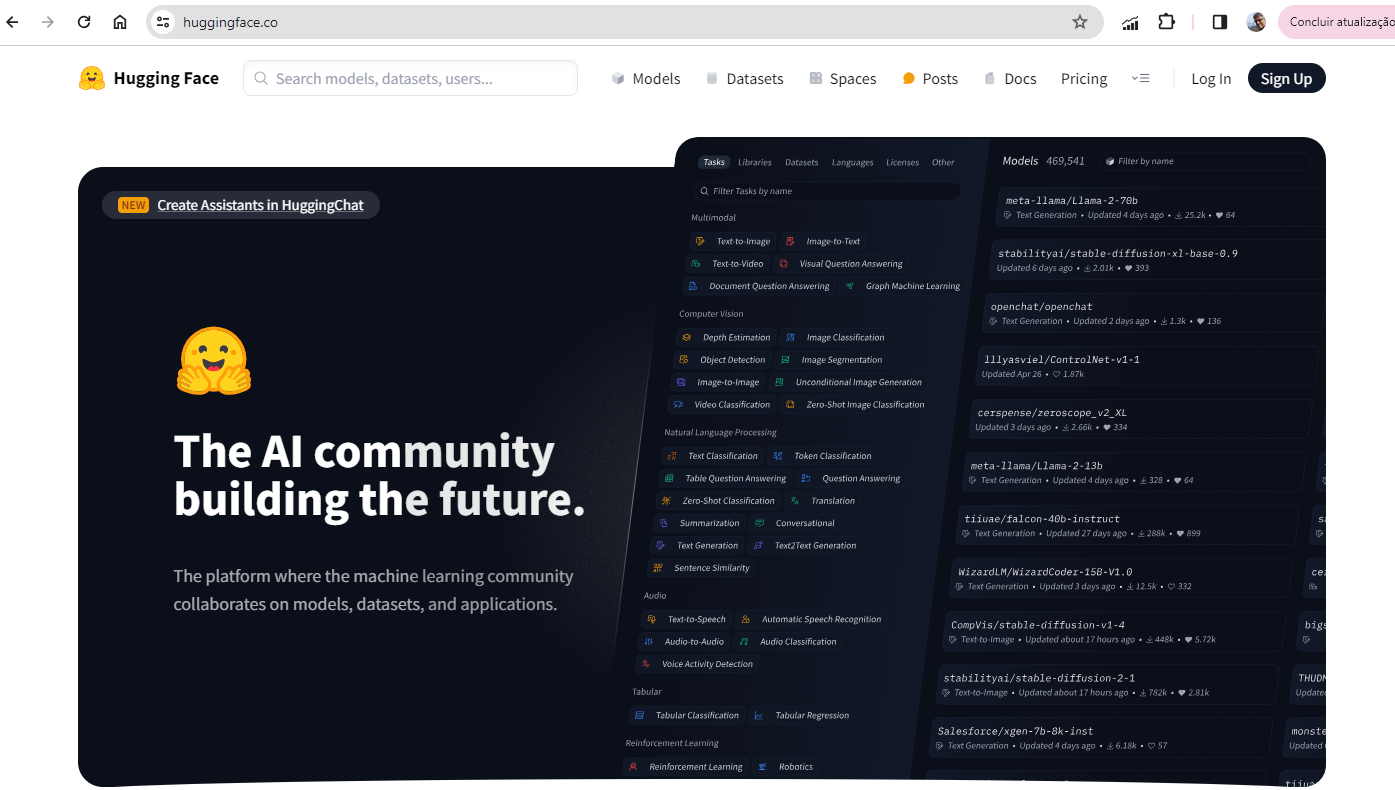 huggingface.co
Concluir atualização
Hugging Face
Search models, datasets, users...
Models
Datasets
Spaces
Posts
Docs
Pricing
Log In
Sign Up
NEW Create Assistants in HuggingChat
The AI community
building the future.
The platform where the machine learning community
collaborates on models, datasets, and applications.
Tasks Libraries Datasets Languages Licenses Other
Filter Tasks by name
Multimodal
Text-to-Image Image-to-Text
Text-to-Video Visual Question Answering
Document Question Answering Graph Machine Learning
Computer Vision
Depth Estimation Image Classification
Object Detection Image Segmentation
Image-to-Image Unconditional Image Generation
Video Classification Zero-Shot Image Classification
Natural Language Processing
Text Classification Token Classification
Table Question Answering Question Answering
Zero-Shot Classification Translation
Summarization Conversational
Text Generation Text2Text Generation
Sentence Similarity
Audio
Text-to-Speech Automatic Speech Recognition
Audio-to-Audio Audio Classification
Voice Activity Detection
Tabular
Tabular Classification Tabular Regression
Reinforcement Learning
Reinforcement Learning Robotics
Models 469,541 Filter by name
meta-llama/Llama-2-70b
Text Generation • Updated 4 days ago • 25.2k • 64
stabilityai/stable-diffusion-xl-base-0.9
Updated 6 days ago • 2.01k • 393
openchat/openchat
Text Generation • Updated 2 days ago • 1.3k • 136
lllyasviel/ControlNet-v1-1
Updated Apr 26 • 1.87k
cerspense/zeroscope_v2_XL
Updated 3 days ago • 2.66k • 334
meta-llama/Llama-2-13b
Text Generation • Updated 4 days ago • 328 • 64
tiiuae/falcon-40b-instruct
Text Generation • Updated 27 days ago • 288k • 899
WizardLM/WizardCoder-15B-V1.0
Text Generation • Updated 3 days ago • 12.5k • 332
CompVis/stable-diffusion-v1-4
Text-to-Image • Updated about 17 hours ago • 448k • 5.72k
stabilityai/stable-diffusion-2-1
Text-to-Image • Updated about 17 hours ago • 782k • 2.81k
Salesforce/xgen-7b-8k-inst
Text Generation • Updated 4 days ago • 6.18k • 57
THUDM
Updated